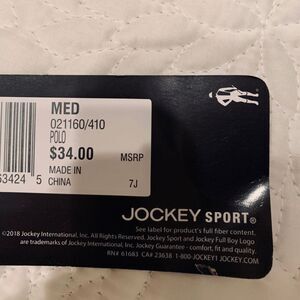 MED
021160/410
POLO
$34.00 MSRP
MADE IN
CHINA 7J
63424 5
JOCKEY SPORT®
See label for product's full fiber content.
©2018 Jockey International, Inc. All Rights Reserved. Jockey Sport and Jockey Full Boy Logo
are trademarks of Jockey International, Inc. Jockey Guarantee - comfort, fit and quality.
RN# 61683 CA# 23638 1-800-JOCKEY1 JOCKEY.COM